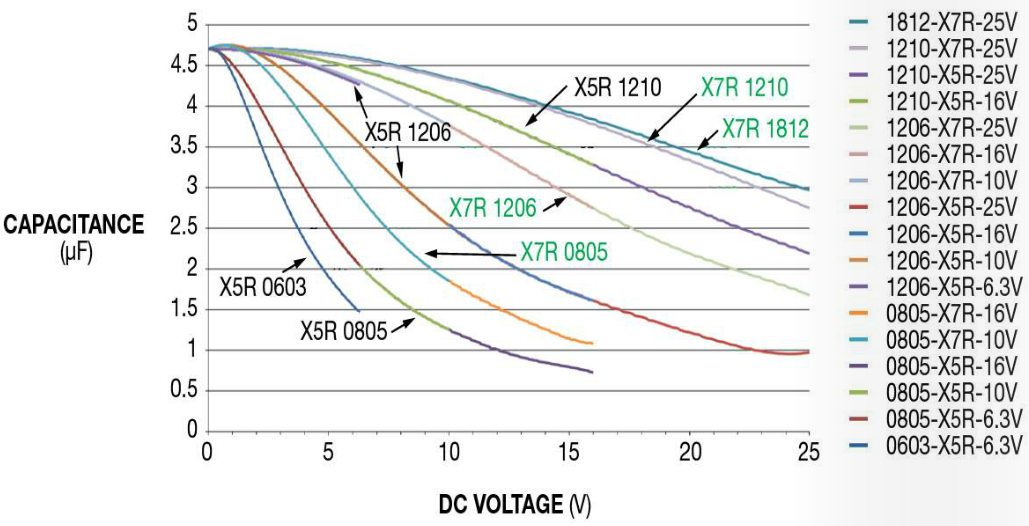 5
4.5
4
3.5
3
2.5
2
1.5
1
0.5
0
0 5 10 15 20 25
CAPACITANCE
(µF)
DC VOLTAGE (V)
X5R 1210
X7R 1210
X7R 1812
X5R 1206
X7R 1206
X7R 0805
X5R 0603
X5R 0805
1812-X7R-25V
1210-X7R-25V
1210-X5R-25V
1210-X5R-16V
1206-X7R-25V
1206-X7R-16V
1206-X7R-10V
1206-X5R-25V
1206-X5R-16V
1206-X5R-10V
1206-X5R-6.3V
0805-X7R-16V
0805-X7R-10V
0805-X5R-16V
0805-X5R-10V
0805-X5R-6.3V
0603-X5R-6.3V